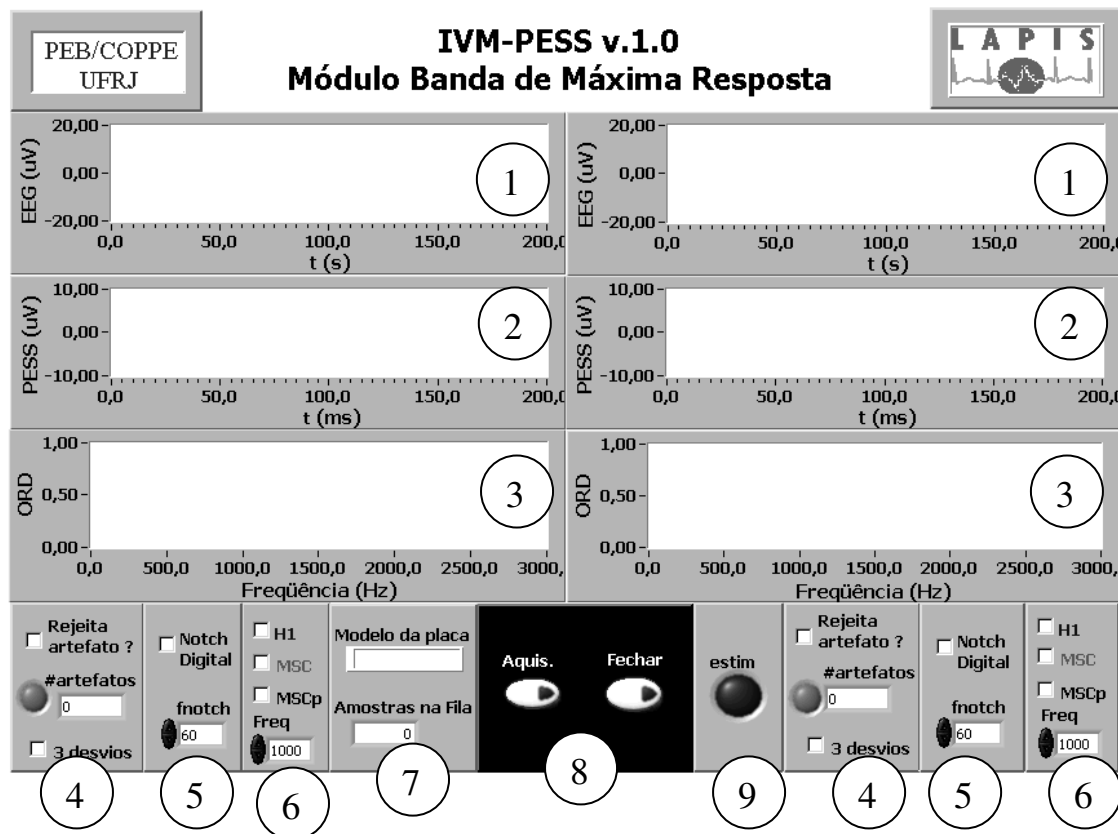 PEB/COPPE
UFRJ
IVM-PESS v.1.0
Módulo Banda de Máxima Resposta
L A P I S
EEG (uV)
20,00
0,00
-20,00
0,0 50,0 100,0 150,0 200,0
t (s)
1
EEG (uV)
20,00
0,00
-20,00
0,0 50,0 100,0 150,0 200,
t (s)
1
PESS (uV)
10,00
0,00
-10,00
0,0 50,0 100,0 150,0 200,0
t (ms)
2
PESS (uV)
10,00
0,00
-10,00
0,0 50,0 100,0 150,0 200,
t (ms)
2
ORD
1,00
0,50
0,00
0,0 500,0 1000,0 1500,0 2000,0 2500,0 3000,
Freqüência (Hz)
3
ORD
1,00
0,50
0,00
0,0 500,0 1000,0 1500,0 2000,0 2500,0 3000,
Freqüência (Hz)
3
Rejeita
artefato ?
#artefatos
0
3 desvios
4
Notch
Digital
fnotch
60
5
H1
MSC
MSCp
Freq
1000
6
Modelo da placa
Amostras na Fila
0
7
Aquis. Fechar
8
estim
9
Rejeita
artefato ?
#artefatos
0
3 desvios
4
Notch
Digital
fnotch
60
5
H1
MSC
MSCp
Freq
1000
6